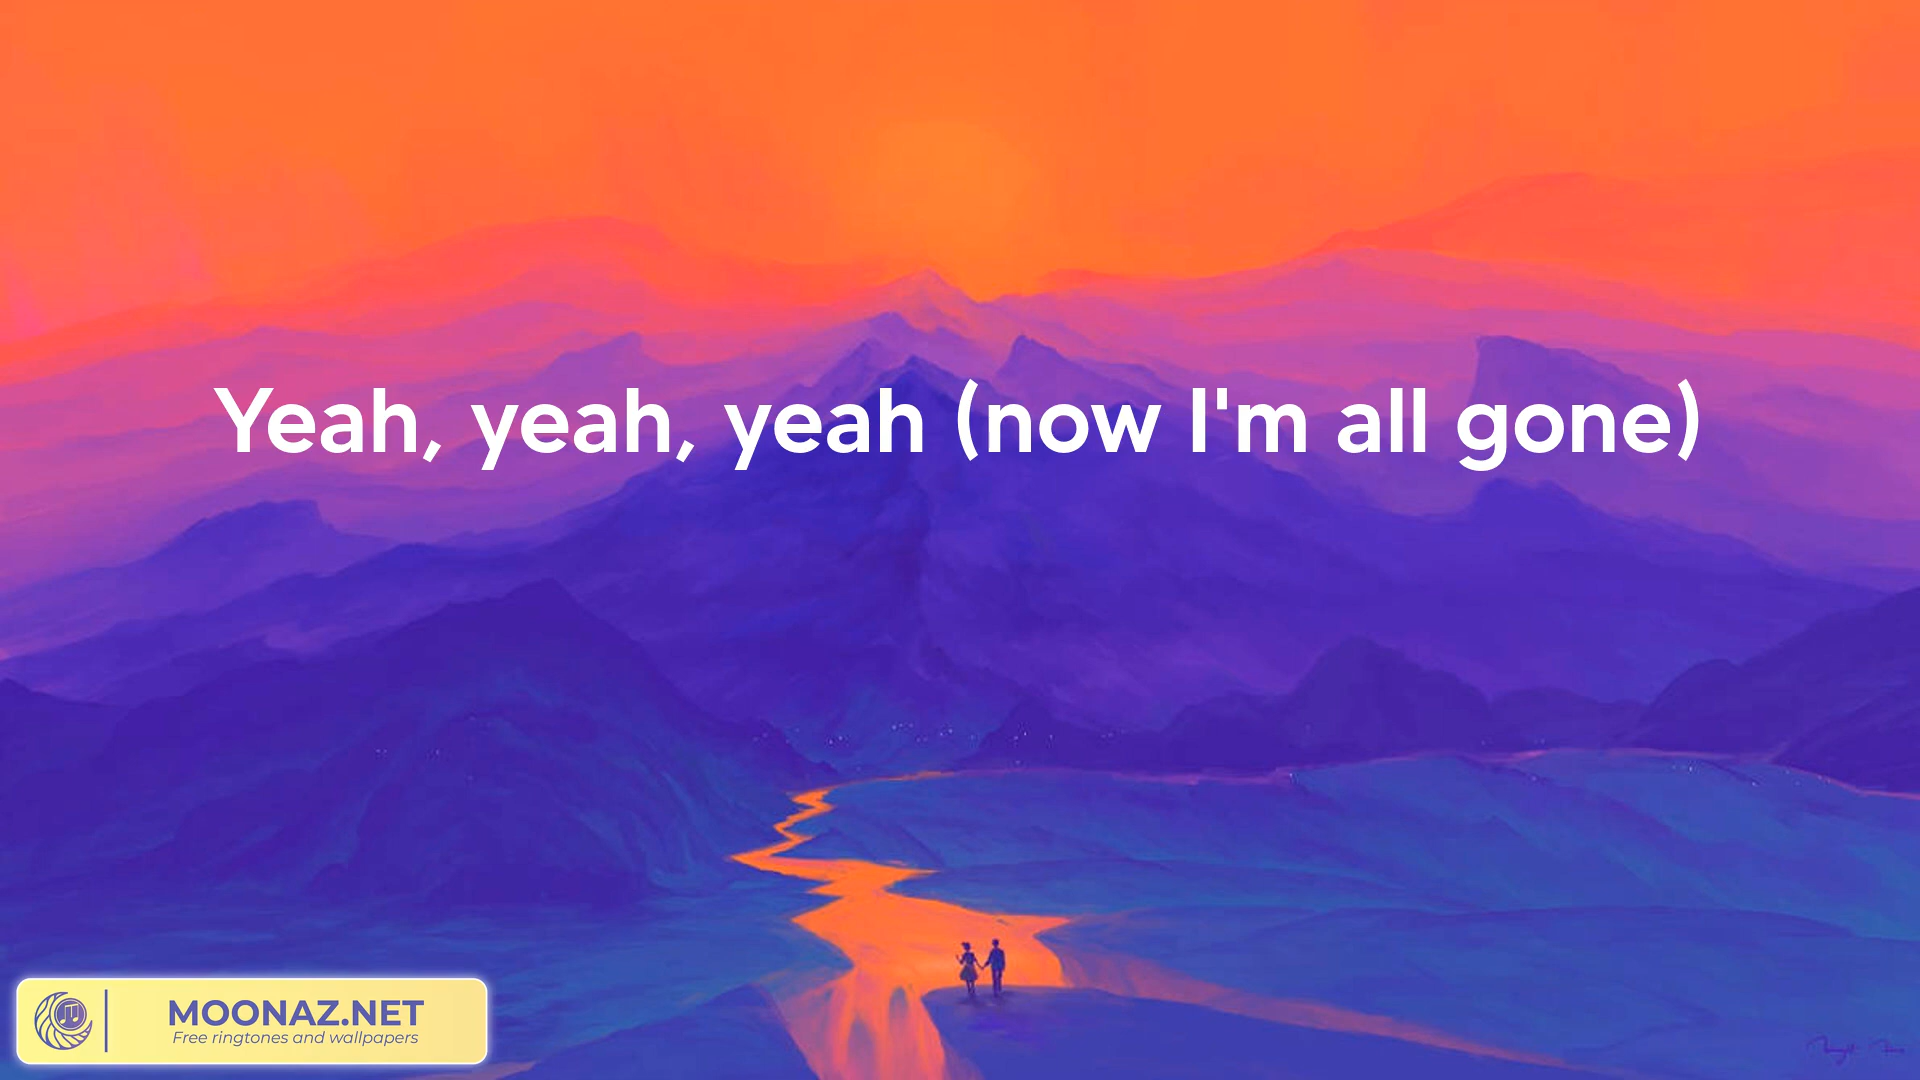 Yeah, yeah, yeah (now I'm all gone)
MOONAZ.NET
Free ringtones and wallpapers